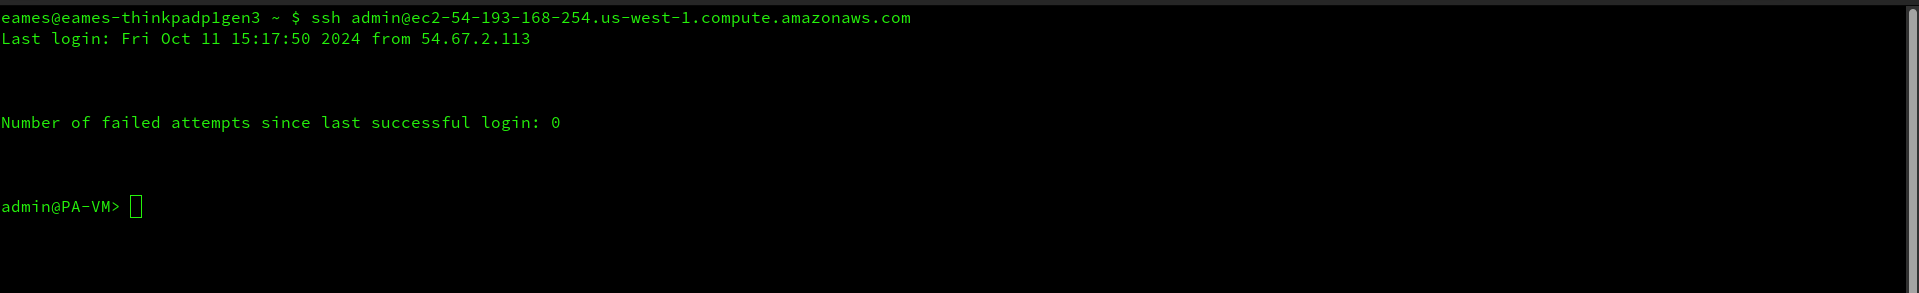 eames@eames-thinkpadp1gen3 ~ $ ssh admin@ec2-54-193-168-254.us-west-1.compute.amazonaws.com
Last login: Fri Oct 11 15:17:50 2024 from 54.67.2.113
Number of failed attempts since last successful login: 0
admin@PA-VM>